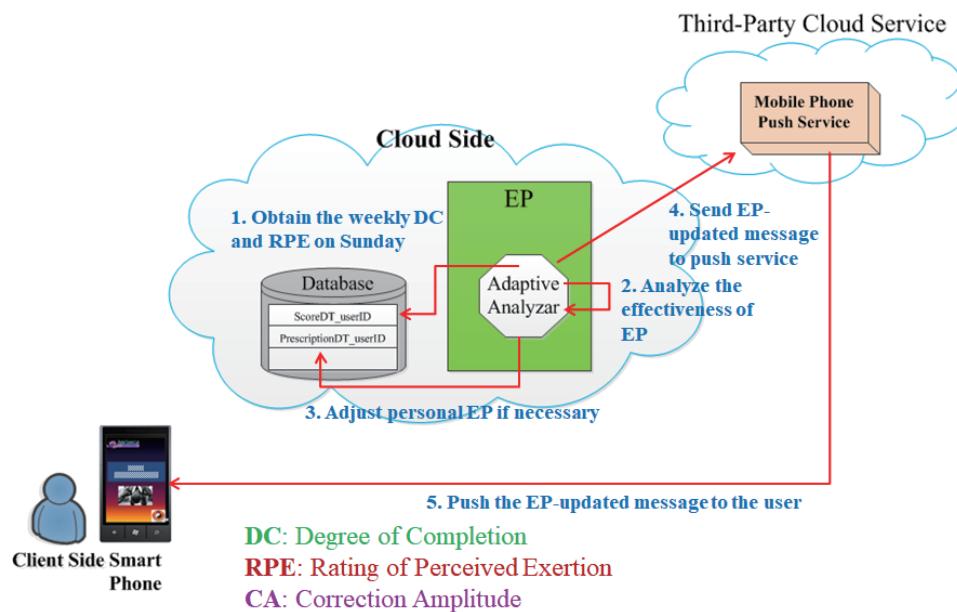 Third-Party Cloud Service
Mobile Phone
Push Service
Cloud Side
EP
1. Obtain the weekly DC
and RPE on Sunday
4. Send EP-
updated message
to push service
Database
ScoreDT_userID
PrescriptionDT_userID
Adaptive
Analyzar
2. Analyze the
effectiveness of
EP
3. Adjust personal EP if necessary
5. Push the EP-updated message to the user
Client Side Smart
Phone
DC: Degree of Completion
RPE: Rating of Perceived Exertion
CA: Correction Amplitude